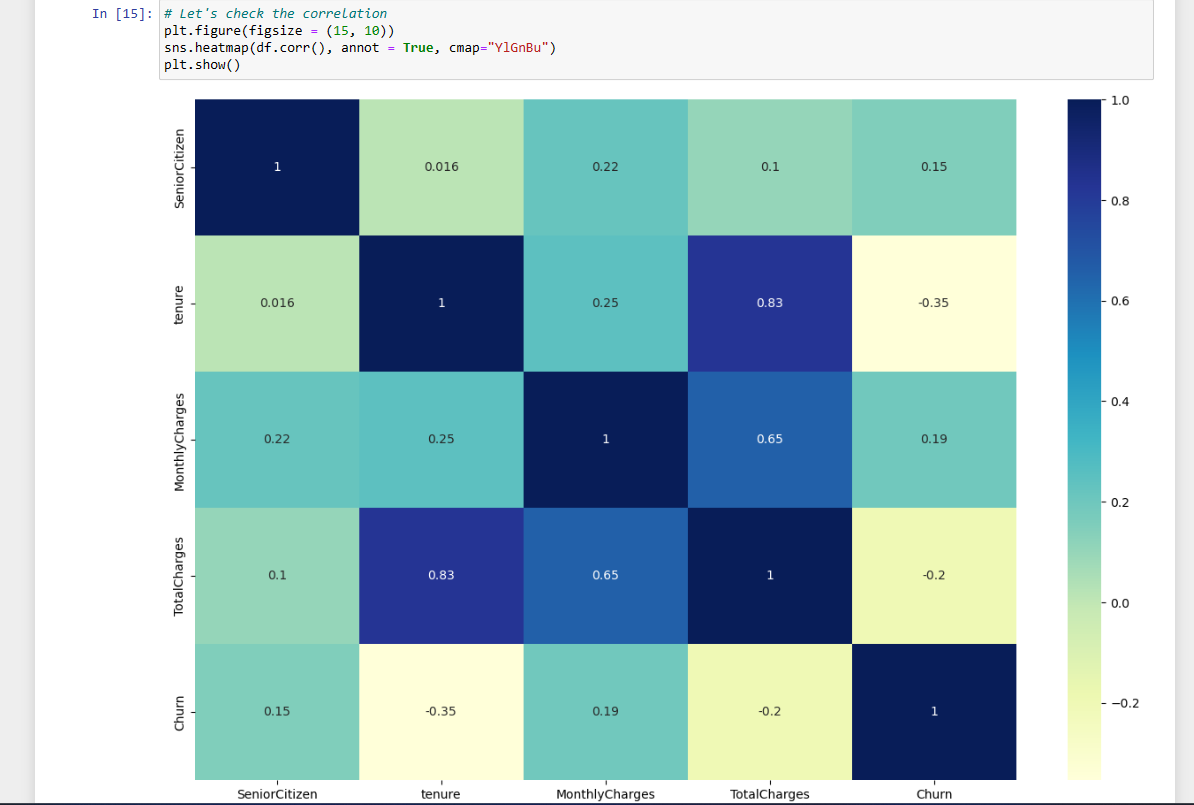 In [15]: # Let's check the correlation
plt.figure(figsize = (15, 10))
sns.heatmap(df.corr(), annot = True, cmap="YlGnBu")
plt.show()
SeniorCitizen 1 0.016 0.22 0.1 0.15
tenure 0.016 1 0.25 0.83 -0.35
MonthlyCharges 0.22 0.25 1 0.65 0.19
TotalCharges 0.1 0.83 0.65 1 -0.2
Churn 0.15 -0.35 0.19 -0.2 1
SeniorCitizen tenure MonthlyCharges TotalCharges Churn
1.0
0.8
0.6
0.4
0.2
0.0
−0.2